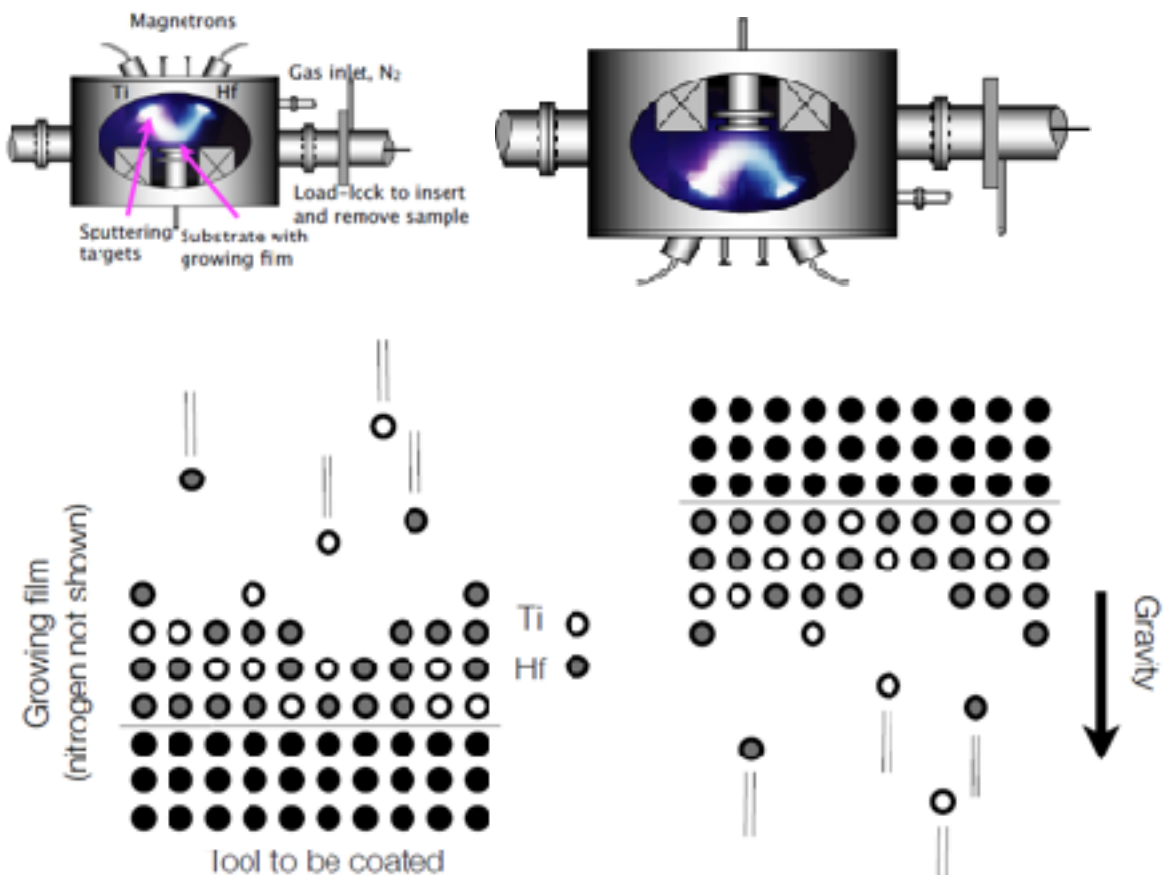 Magnetrons
Gas inlet, N₂
Ti
Hf
Load-lock to insert
and remove sample
Sputtering
targets
Substrate with
growing film
Growing film
(nitrogen not shown)
Ti
Hf
Gravity
Tool to be coated